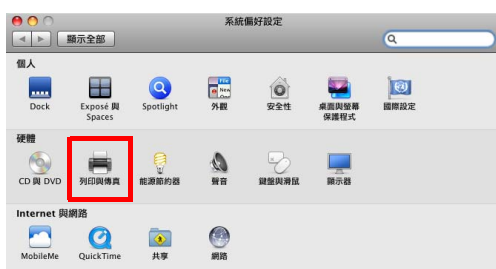 系統偏好設定
顯示全部
個人
Dock Exposé 與 Spaces Spotlight 外觀 安全性 桌面與螢幕保護程式 國際設定
硬體
CD 與 DVD 列印與傳真 能源節約器 聲音 鍵盤與滑鼠 顯示器
Internet 與網路
MobileMe QuickTime 共享 網路